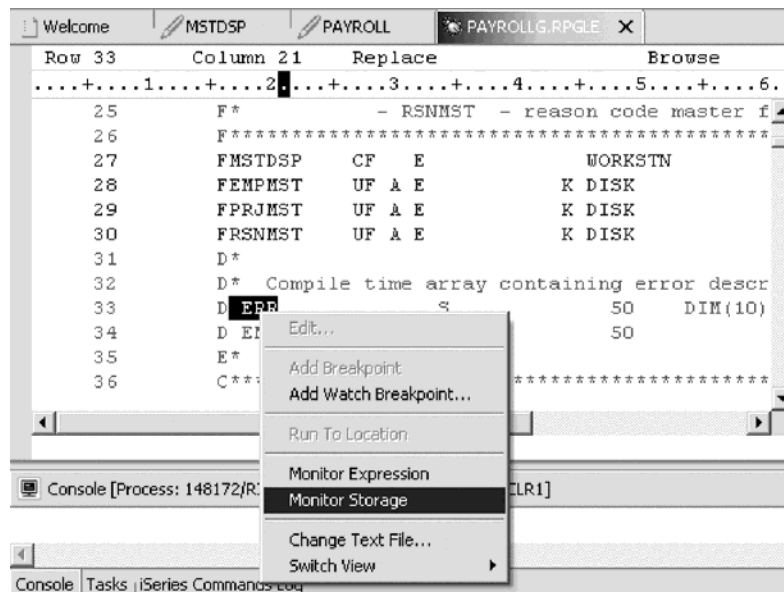 Welcome MSTDSP PAYROLL PAYROLLG.RPGLE
Row 33 Column 21 Replace Browse
....+....1....+....2....+....3....+....4....+....5....+....6.
25 F* - RSNMST - reason code master f
26 F********************************************
27 FMSTDSP CF E WORKSTN
28 FEMPMST UF A E K DISK
29 FPRJMST UF A E K DISK
30 FRSNMST UF A E K DISK
31 D*
32 D* Compile time array containing error descr
33 D ERR S 50 DIM(10)
34 D 50
35 E*
36 C*** *********************
Edit...
Add Breakpoint
Add Watch Breakpoint...
Run To Location
Monitor Expression
Monitor Storage
Change Text File...
Switch View
Console [Process: 148172/ CLR1]
Console Tasks iSeries Commands Log